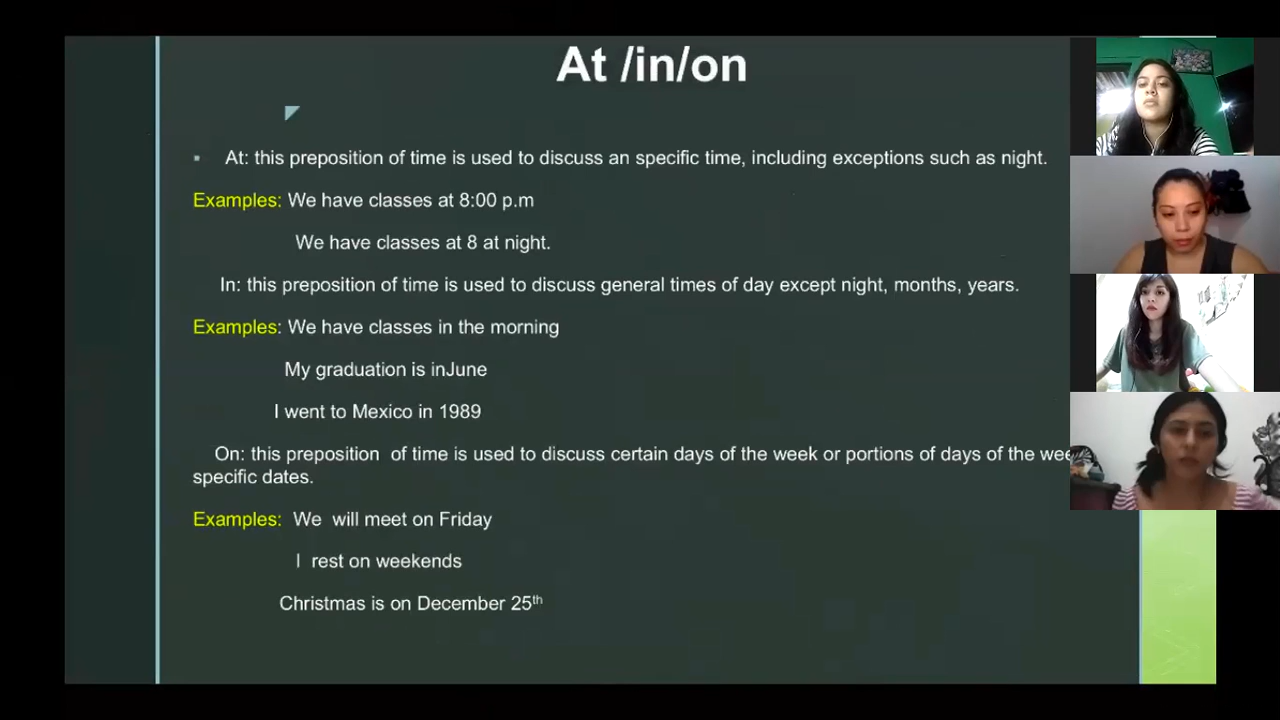 At /in/on
At: this preposition of time is used to discuss an specific time, including exceptions such as night.
Examples: We have classes at 8:00 p.m
We have classes at 8 at night.
In: this preposition of time is used to discuss general times of day except night, months, years.
Examples: We have classes in the morning
My graduation is inJune
I went to Mexico in 1989
On: this preposition of time is used to discuss certain days of the week or portions of days of the
specific dates.
Examples: We will meet on Friday
I rest on weekends
Christmas is on December 25th